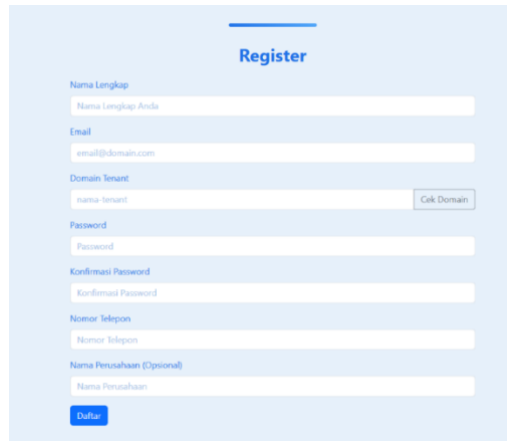 Register
Nama Lengkap
Nama Lengkap Anda
Email
email@domain.com
Domain Tenant
nama-tenant
Cek Domain
Password
Password
Konfirmasi Password
Konfirmasi Password
Nomor Telepon
Nomor Telepon
Nama Perusahaan (Opsional)
Nama Perusahaan
Daftar